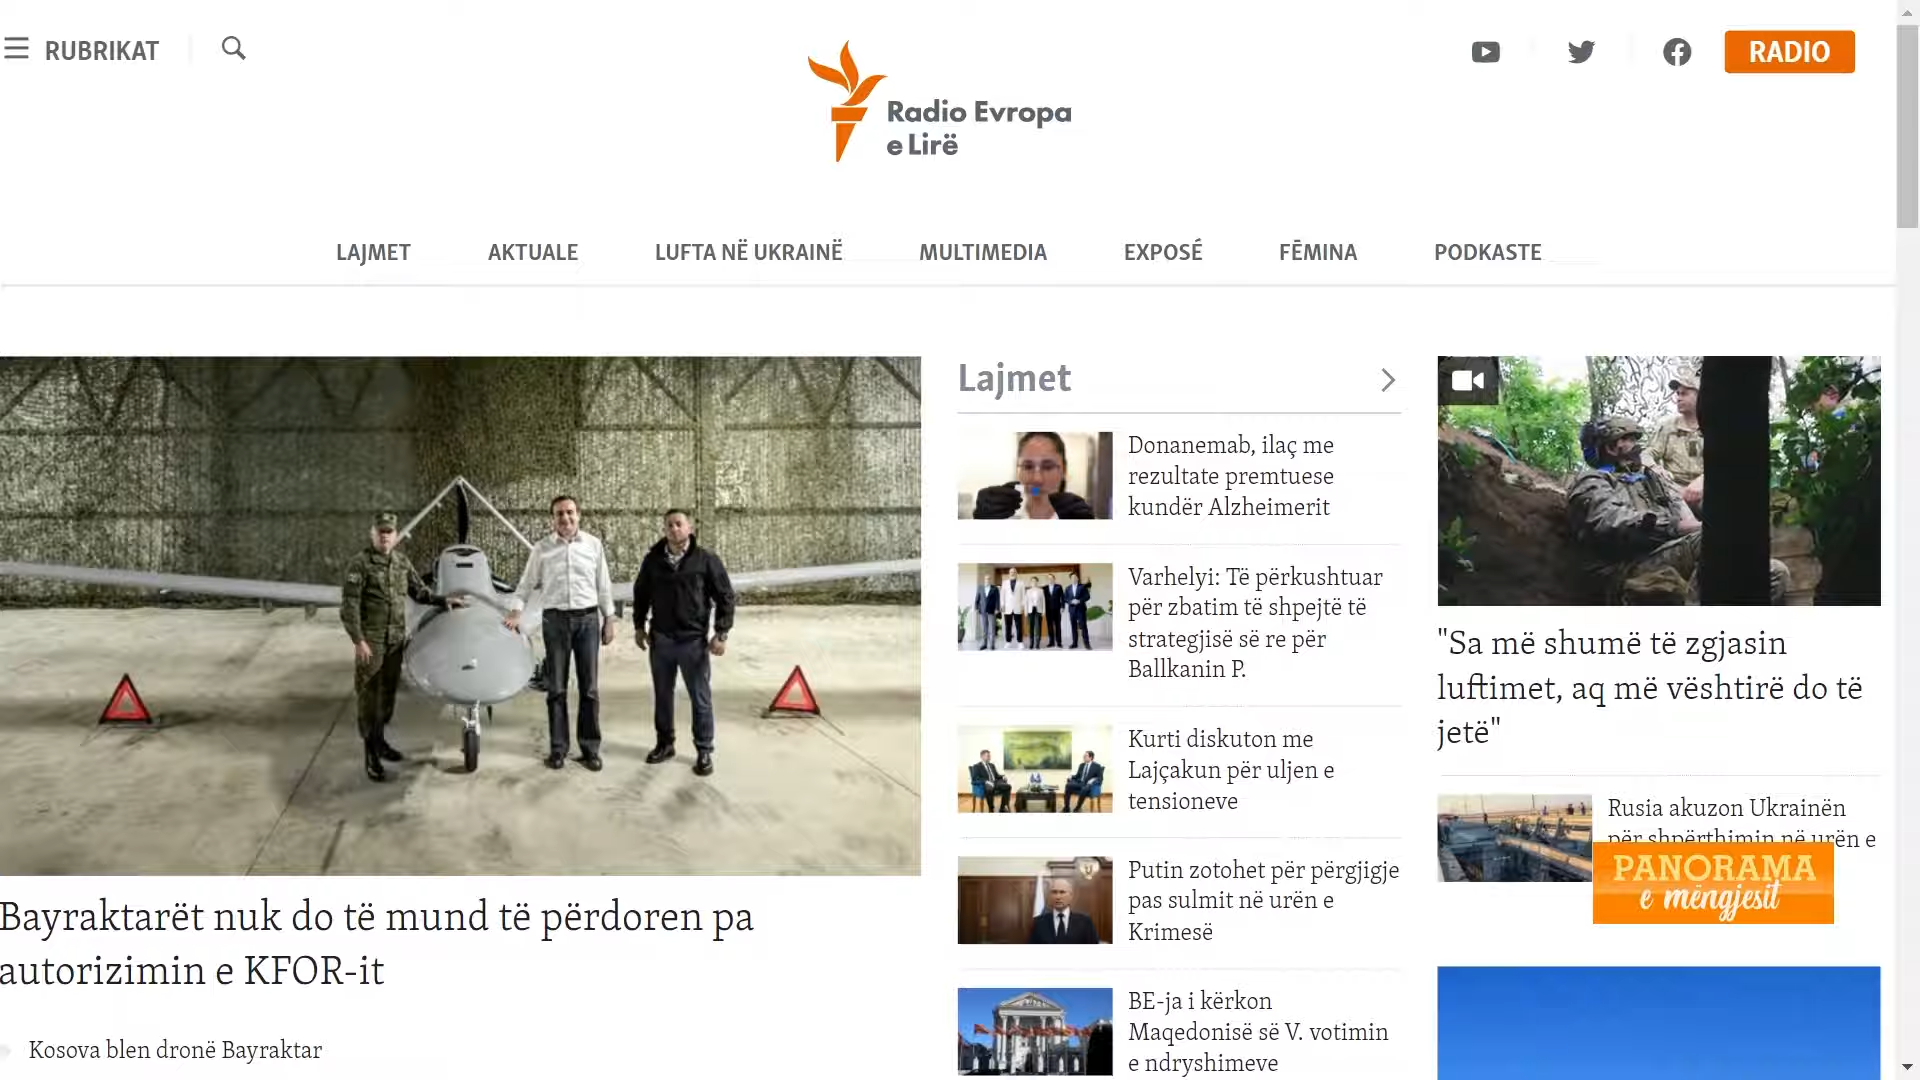 RUBRIKAT
RADIO
Radio Evropa
e Lirë
LAJMET
AKTUALE
LUFTA NË UKRAINË
MULTIMEDIA
EXPOSÉ
FĒMINA
PODKASTE
Bayraktarët nuk do të mund të përdoren pa
autorizimin e KFOR-it
Kosova blen dronë Bayraktar
Lajmet
Donanemab, ilaç me
rezultate premtuese
kundër Alzheimerit
Varhelyi: Të përkushtuar
për zbatim të shpejtë të
strategjisë së re për
Ballkanin P.
Kurti diskuton me
Lajçakun për uljen e
tensioneve
Putin zotohet për përgjigje
pas sulmit në urën e
Krimesë
BE-ja i kërkon
Maqedonisë së V. votimin
e ndryshimeve
"Sa më shumë të zgjasin
luftimet, aq më vështirë do të
jetë"
Rusia akuzon Ukrainën
për shpërthimin në urën e
PANORAMA
e mëngjesit